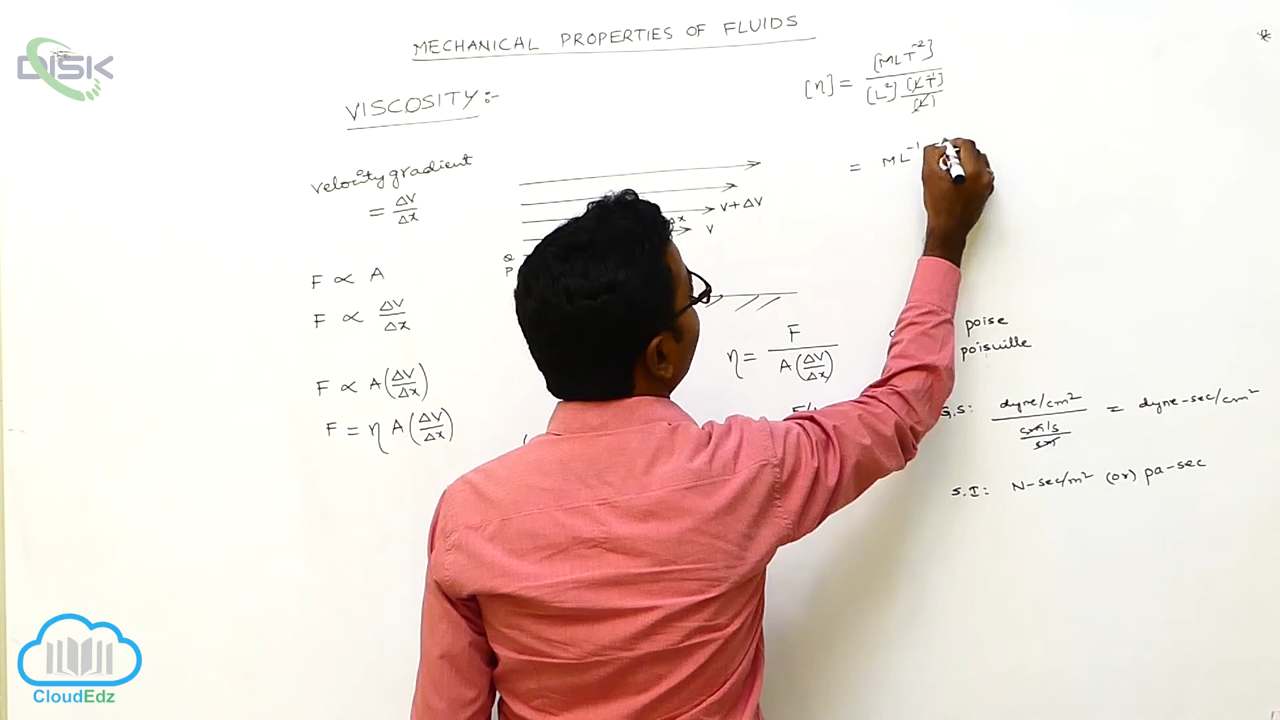 DISK
MECHANICAL PROPERTIES OF FLUIDS
VISCOSITY:-
velocity gradient
= ΔV/Δx
F ∝ A
F ∝ ΔV/Δx
F ∝ A(ΔV/Δx)
F = η A(ΔV/Δx)
V+ΔV
Δx
V
Q
P
η = F / A(ΔV/Δx)
[η] = [MLT⁻²] / [L²] [LT⁻¹]/[L]
= ML⁻¹
poise
poisuille
G.S: dyne/cm² / cm/s/cm = dyne-sec/cm²
S.I: N-sec/m² (or) pa-sec
CloudEdz